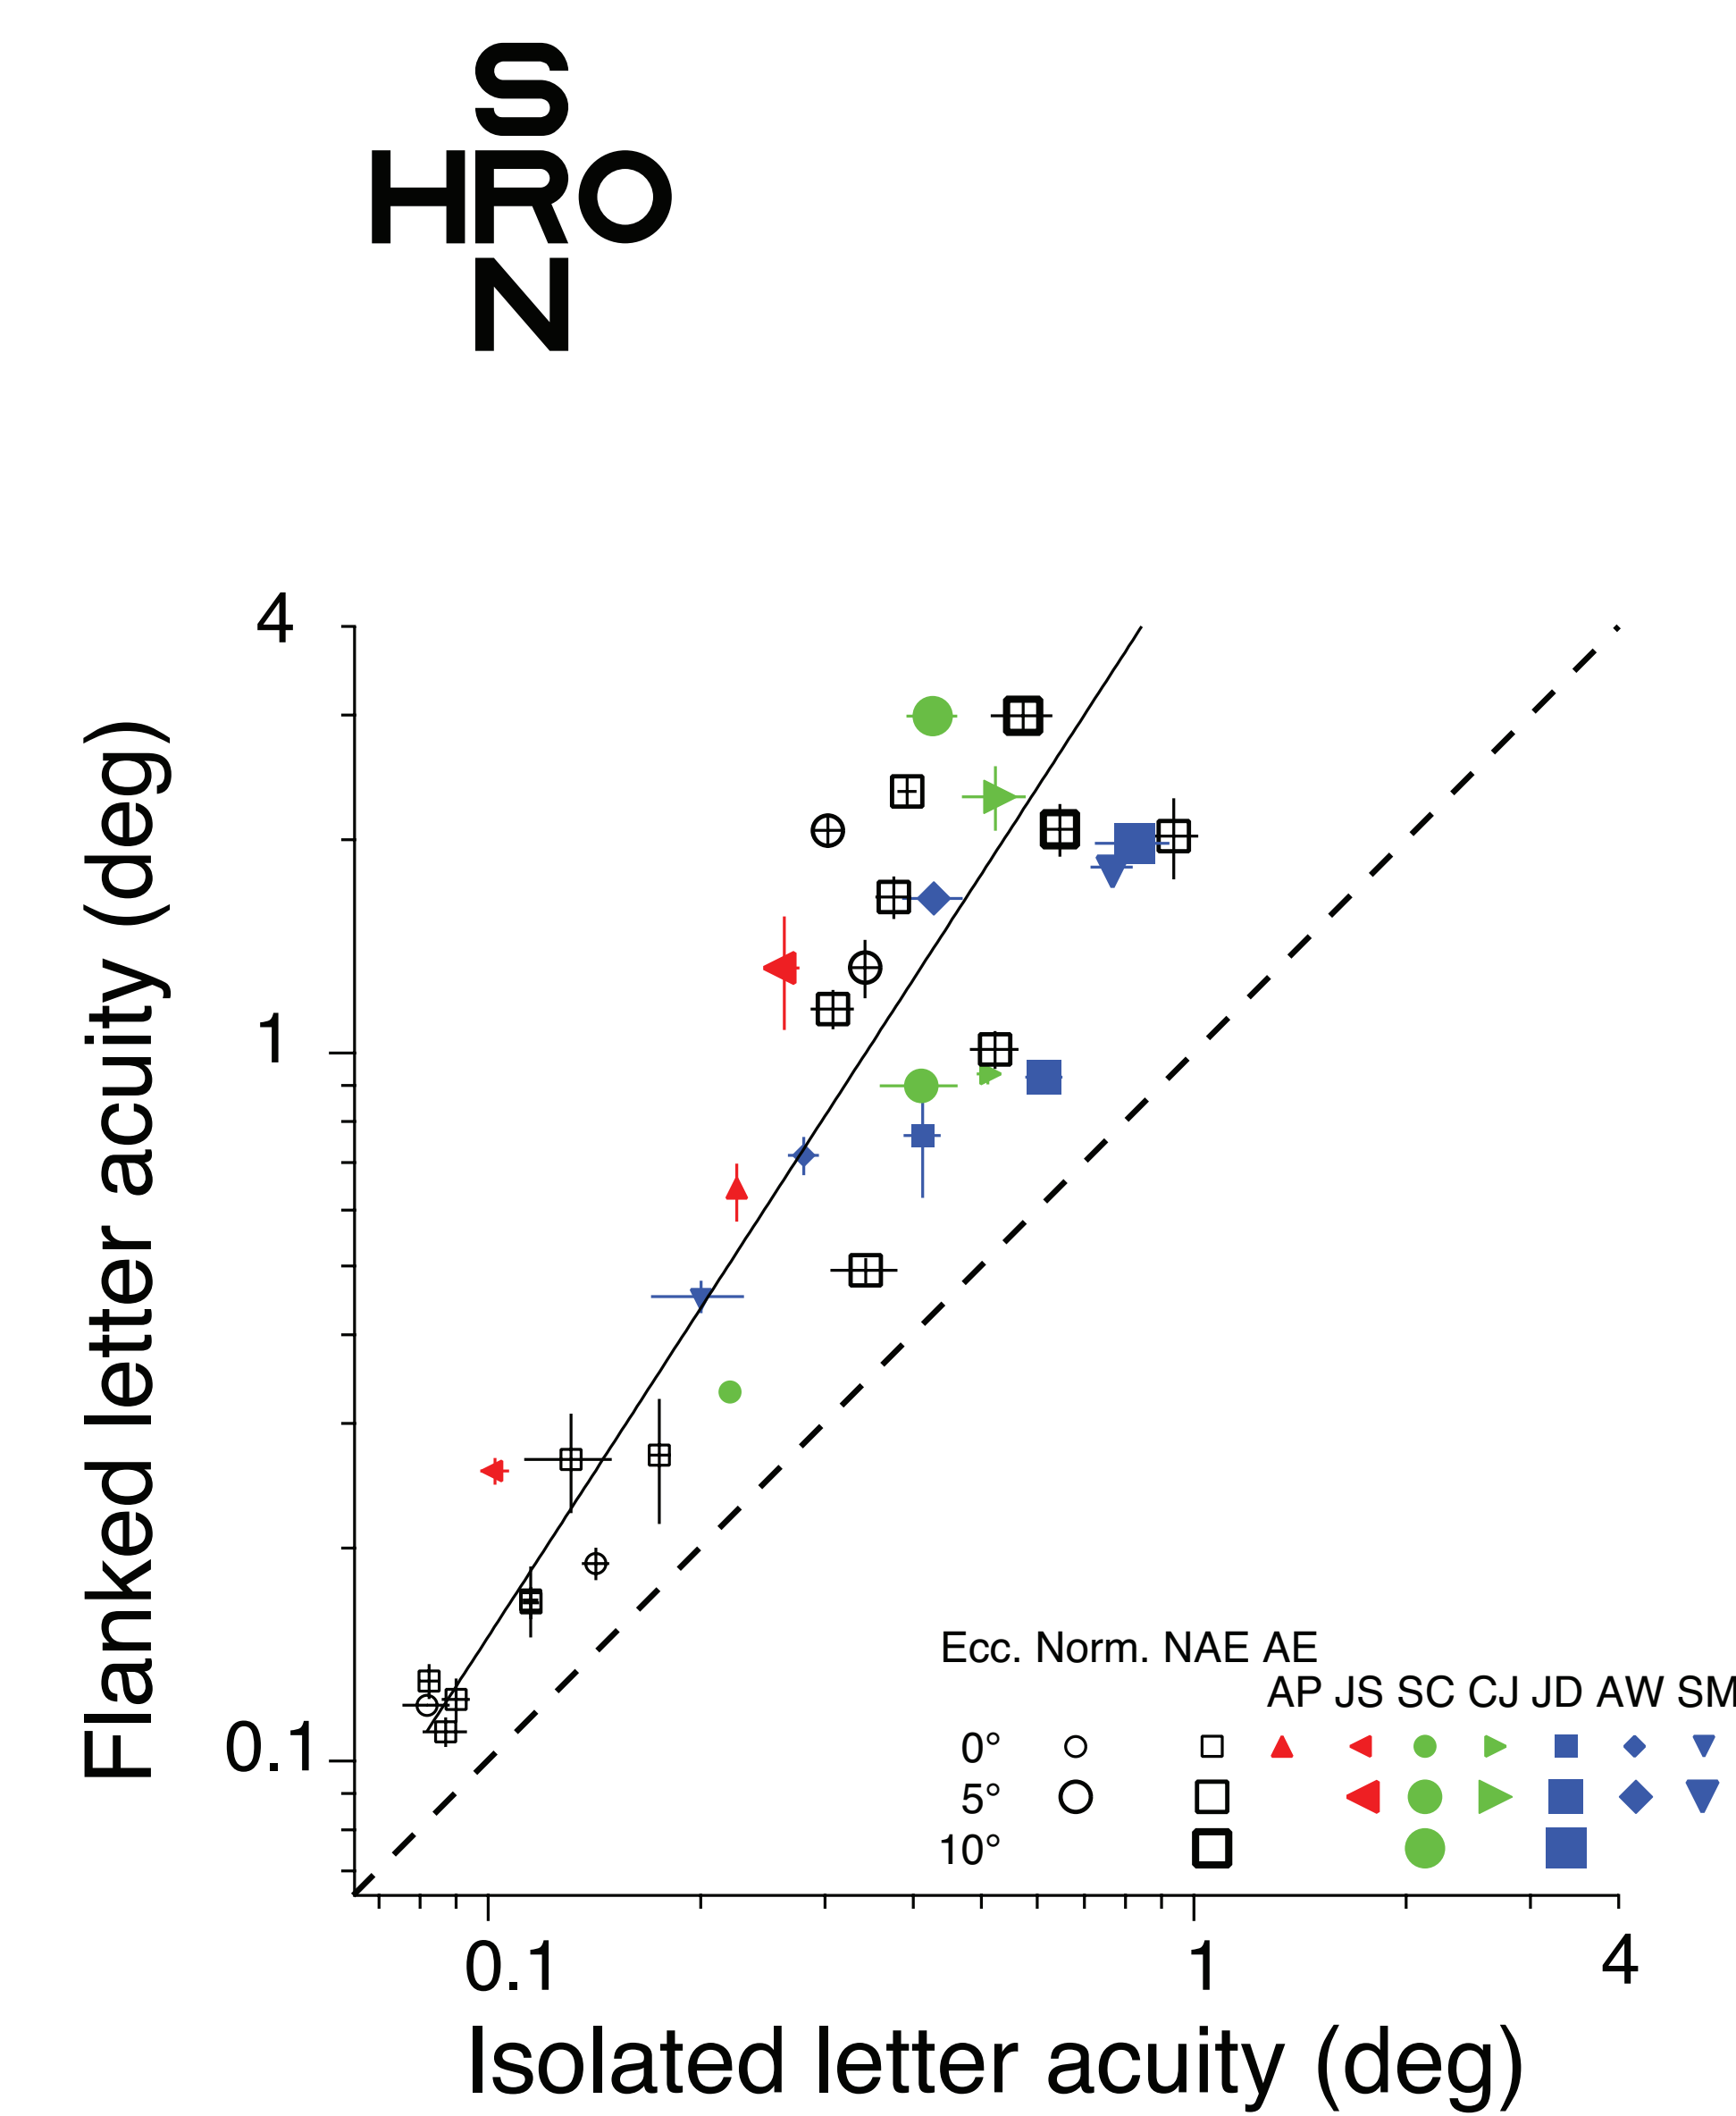 S
HRO
N
4
1
0.1
Flanked letter acuity (deg)
Ecc. Norm. NAE AE
AP JS SC CJ JD AW SM
0°
5°
10°
0.1 1 4
Isolated letter acuity (deg)